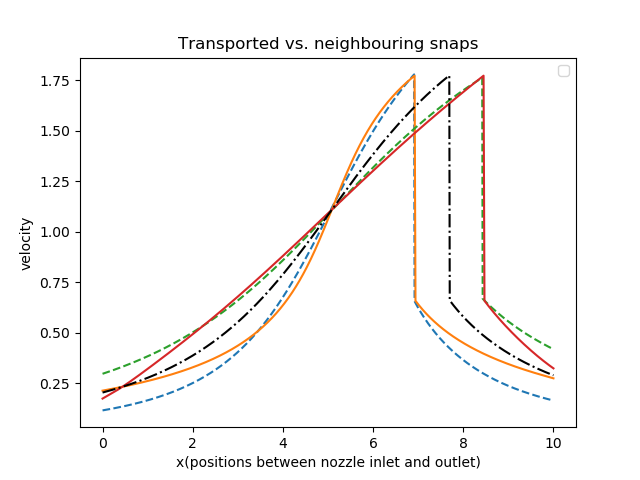 Transported vs. neighbouring snaps
1.75
1.50
1.25
1.00
0.75
0.50
0.25
velocity
0 2 4 6 8 10
x(positions between nozzle inlet and outlet)